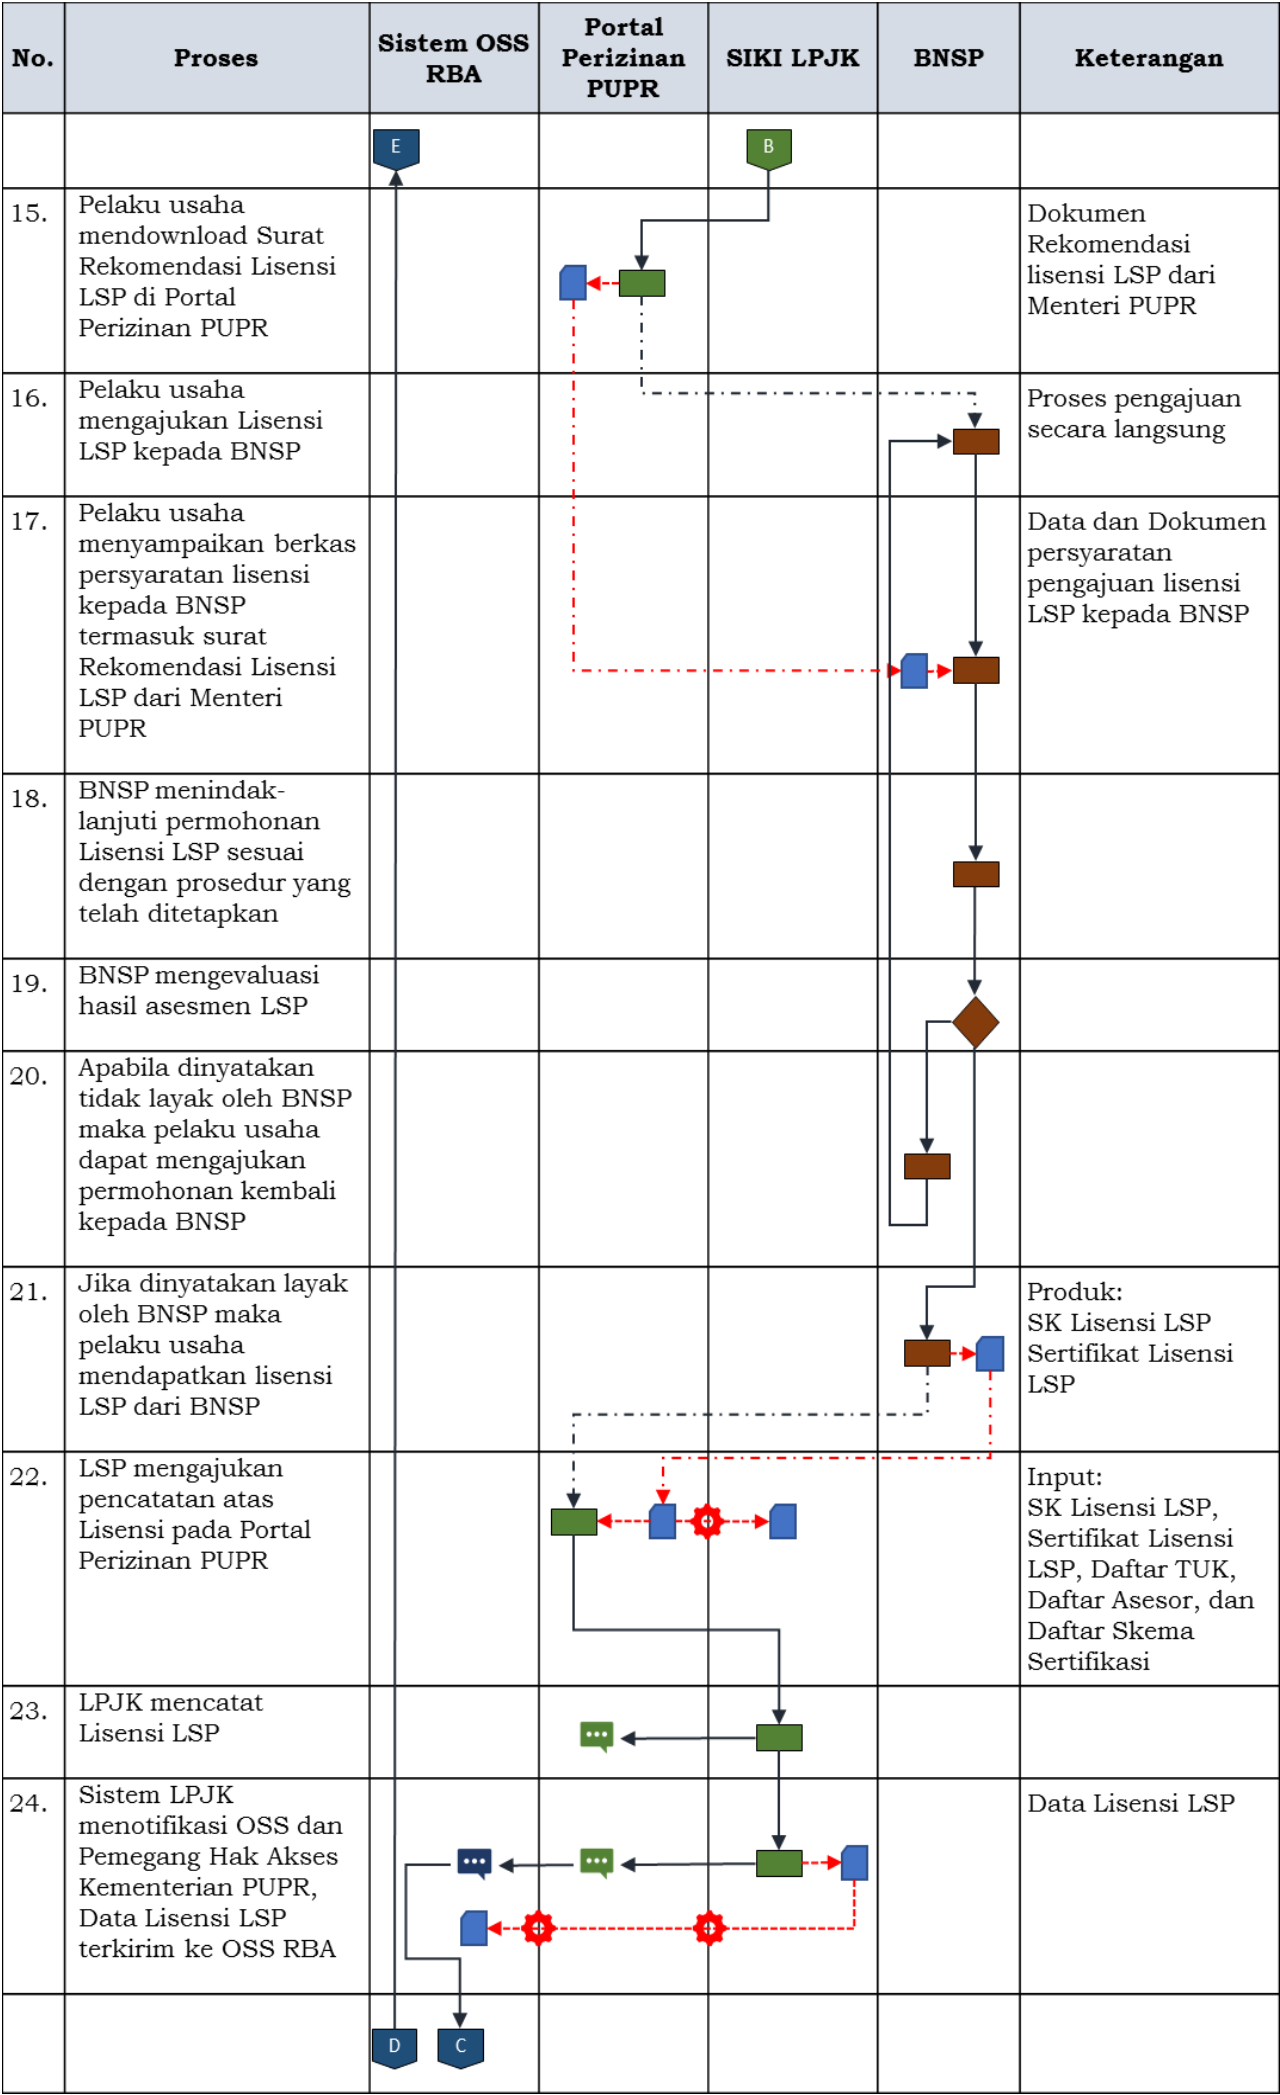 No.
Proses
Sistem OSS
RBA
Portal
Perizinan
PUPR
SIKI LPJK
BNSP
Keterangan
E
B
15.
Pelaku usaha
mendownload Surat
Rekomendasi Lisensi
LSP di Portal
Perizinan PUPR
Dokumen
Rekomendasi
lisensi LSP dari
Menteri PUPR
16.
Pelaku usaha
mengajukan Lisensi
LSP kepada BNSP
Proses pengajuan
secara langsung
17.
Pelaku usaha
menyampaikan berkas
persyaratan lisensi
kepada BNSP
termasuk surat
Rekomendasi Lisensi
LSP dari Menteri
PUPR
Data dan Dokumen
persyaratan
pengajuan lisensi
LSP kepada BNSP
18.
BNSP menindak-
lanjuti permohonan
Lisensi LSP sesuai
dengan prosedur yang
telah ditetapkan
19.
BNSP mengevaluasi
hasil asesmen LSP
20.
Apabila dinyatakan
tidak layak oleh BNSP
maka pelaku usaha
dapat mengajukan
permohonan kembali
kepada BNSP
21.
Jika dinyatakan layak
oleh BNSP maka
pelaku usaha
mendapatkan lisensi
LSP dari BNSP
Produk:
SK Lisensi LSP
Sertifikat Lisensi
LSP
22.
LSP mengajukan
pencatatan atas
Lisensi pada Portal
Perizinan PUPR
Input:
SK Lisensi LSP,
Sertifikat Lisensi
LSP, Daftar TUK,
Daftar Asesor, dan
Daftar Skema
Sertifikasi
23.
LPJK mencatat
Lisensi LSP
24.
Sistem LPJK
menotifikasi OSS dan
Pemegang Hak Akses
Kementerian PUPR,
Data Lisensi LSP
terkirim ke OSS RBA
Data Lisensi LSP
D
C